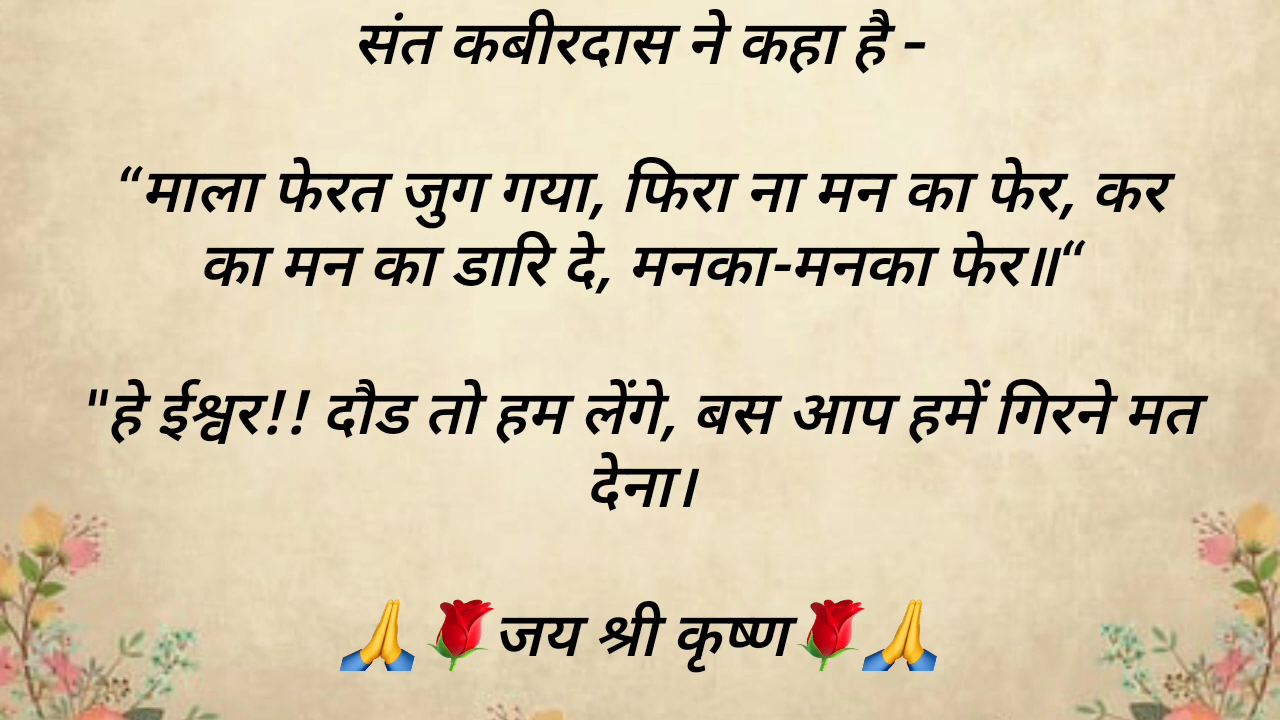 संत कबीरदास ने कहा है -
“माला फेरत जुग गया, फिरा ना मन का फेर, कर
का मन का डारि दे, मनका-मनका फेर॥“
"हे ईश्वर!! दौड तो हम लेंगे, बस आप हमें गिरने मत
देना।
🙏🌹जय श्री कृष्ण🌹🙏